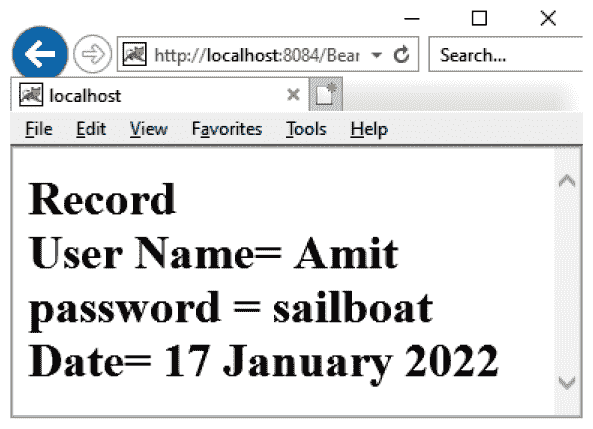 http://localhost:8084/Bear
Search...
localhost
File Edit View Favorites Tools Help
Record
User Name= Amit
password = sailboat
Date= 17 January 2022